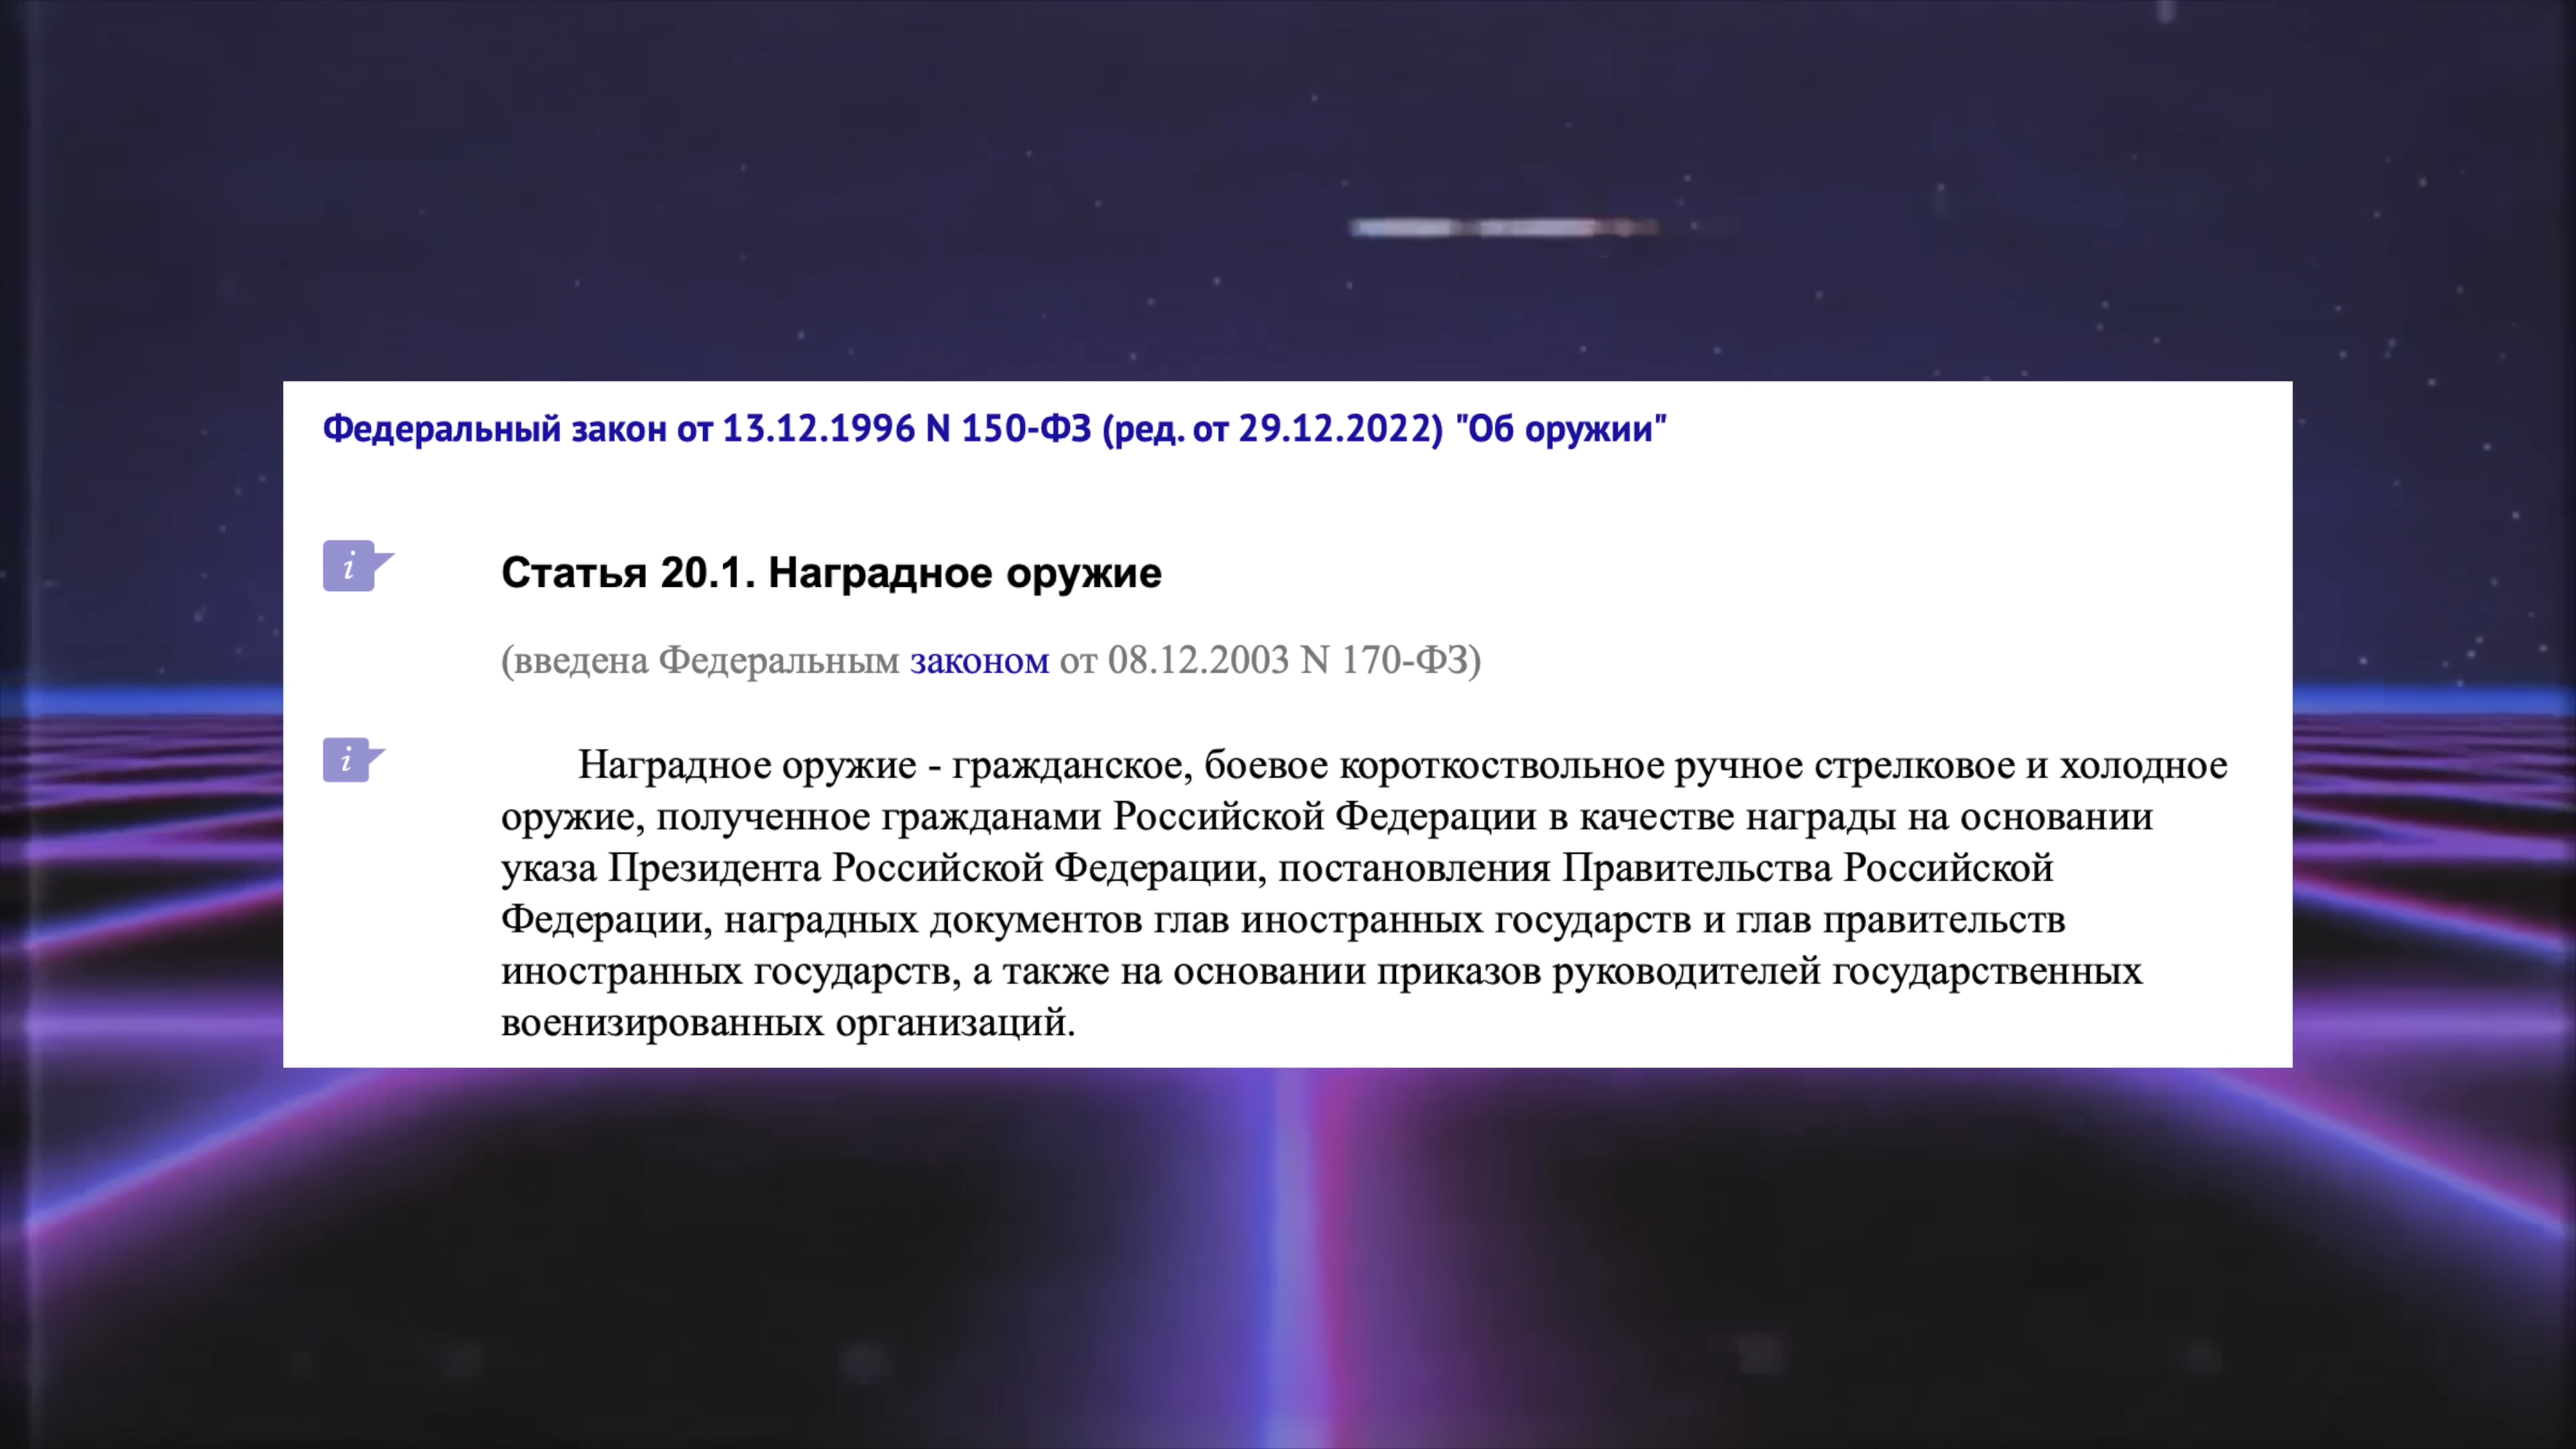 Федеральный закон от 13.12.1996 N 150-ФЗ (ред. от 29.12.2022) "Об оружии"
i
Статья 20.1. Наградное оружие
(введена Федеральным законом от 08.12.2003 N 170-ФЗ)
i
Наградное оружие - гражданское, боевое короткоствольное ручное стрелковое и холодное
оружие, полученное гражданами Российской Федерации в качестве награды на основании
указа Президента Российской Федерации, постановления Правительства Российской
Федерации, наградных документов глав иностранных государств и глав правительств
иностранных государств, а также на основании приказов руководителей государственных
военизированных организаций.